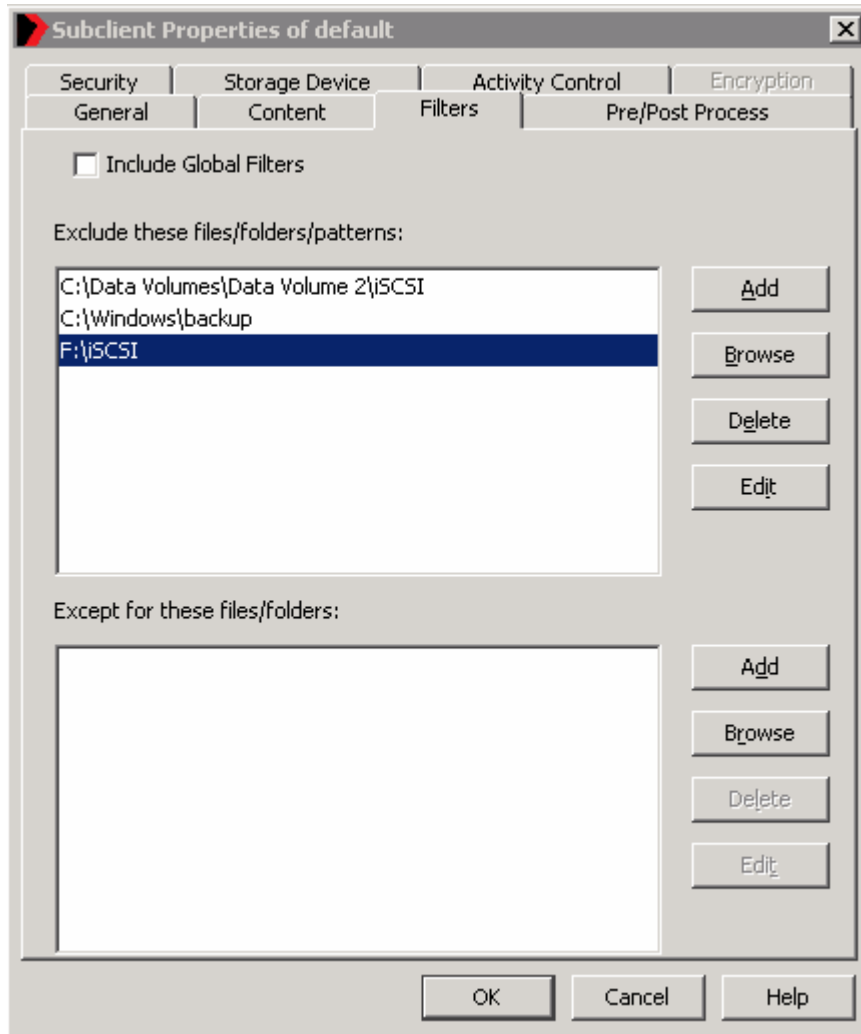 Subclient Properties of default
Security Storage Device Activity Control Encryption
General Content Filters Pre/Post Process
Include Global Filters
Exclude these files/folders/patterns:
C:\Data Volumes\Data Volume 2\iSCSI
C:\Windows\backup
F:\iSCSI
Add
Browse
Delete
Edit
Except for these files/folders:
Add
Browse
Delete
Edit
OK Cancel Help